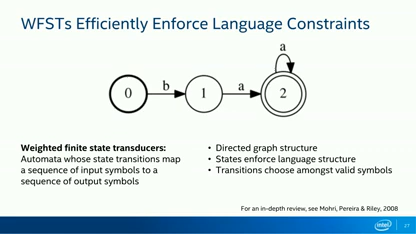 WFSTs Efficiently Enforce Language Constraints
a
0 b 1 a 2
Weighted finite state transducers:
Automata whose state transitions map
a sequence of input symbols to a
sequence of output symbols
• Directed graph structure
• States enforce language structure
• Transitions choose amongst valid symbols
For an in-depth review, see Mohri, Pereira & Riley, 2008
intel 27